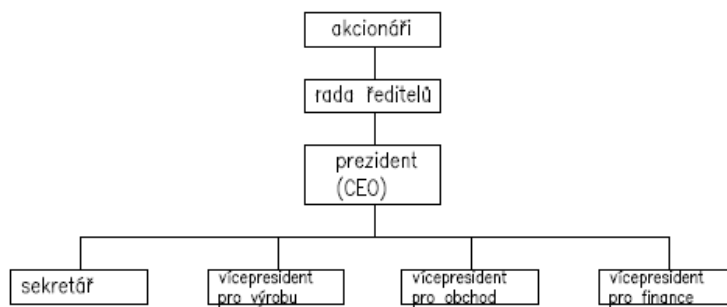 akcionáři
rada ředitelů
prezident
(CEO)
sekretář
vícepresident
pro výrobu
vícepresident
pro obchod
vícepresident
pro finance